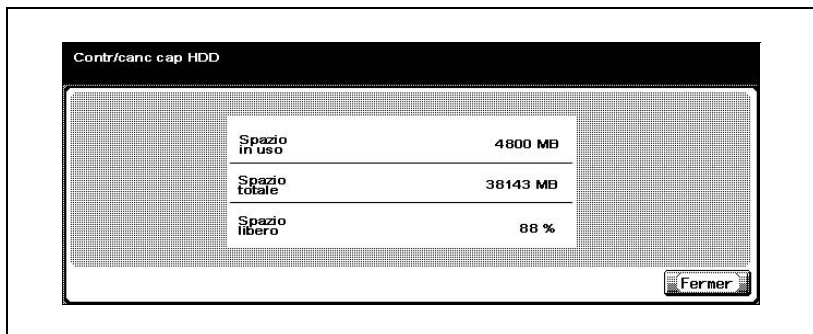 Contr/canc cap HDD
Spazio
in uso
4800 MB
Spazio
totale
38143 MB
Spazio
libero
88 %
Fermer